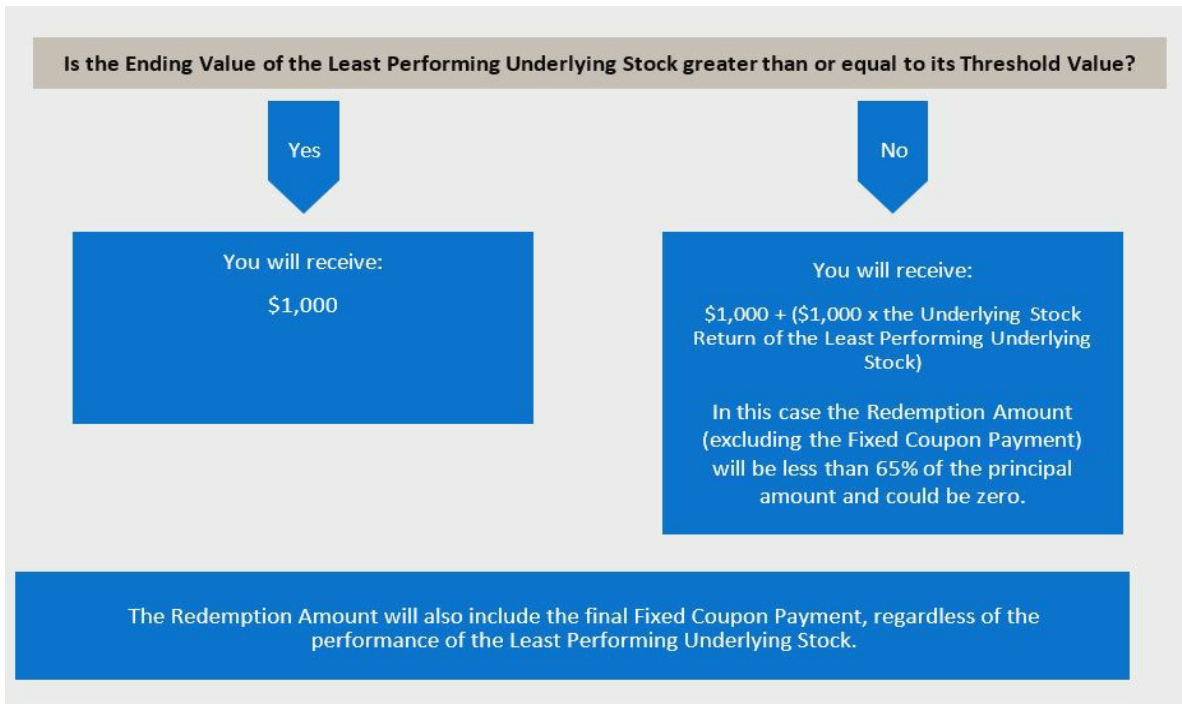 Is the Ending Value of the Least Performing Underlying Stock greater than or equal to its Threshold Value?
Yes
No
You will receive:
$1,000
You will receive:
$1,000 + ($1,000 x the Underlying Stock
Return of the Least Performing Underlying
Stock)
In this case the Redemption Amount
(excluding the Fixed Coupon Payment)
will be less than 65% of the principal
amount and could be zero.
The Redemption Amount will also include the final Fixed Coupon Payment, regardless of the
performance of the Least Performing Underlying Stock.